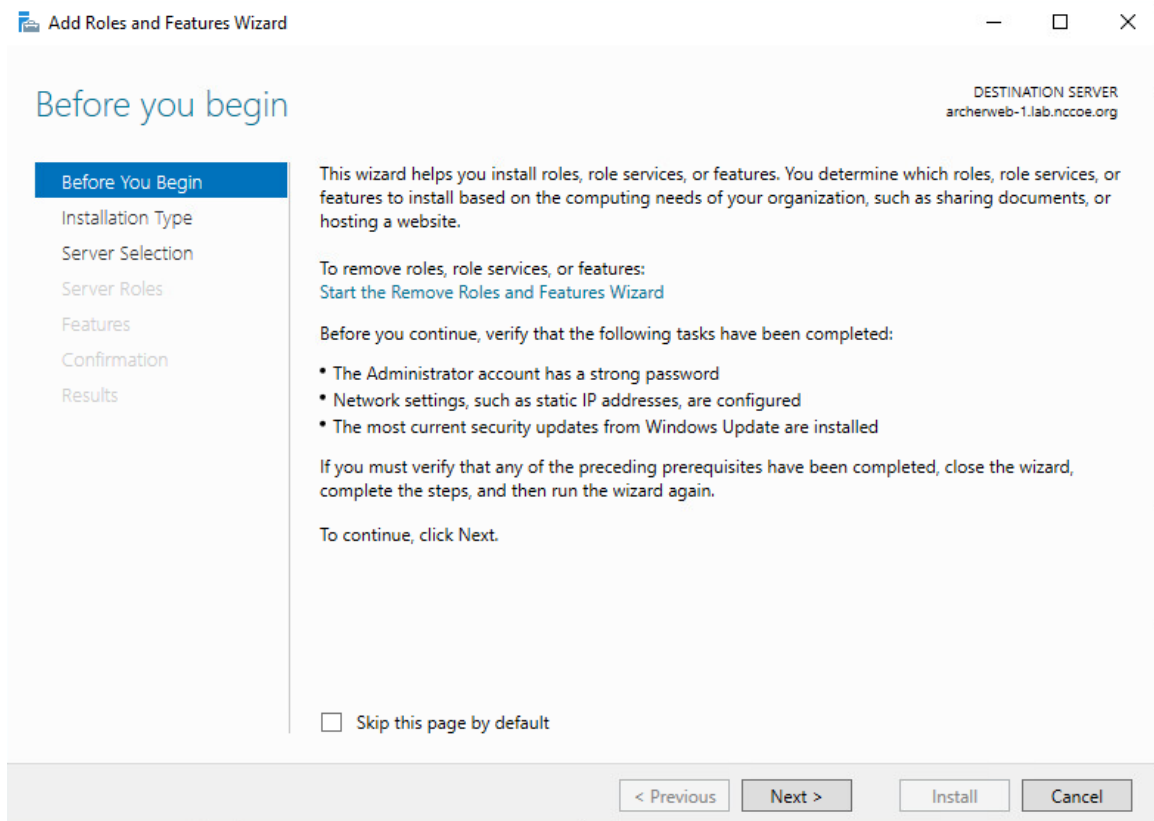 Add Roles and Features Wizard
Before you begin
DESTINATION SERVER
archerweb-1.lab.nccoe.org
Before You Begin
Installation Type
Server Selection
Server Roles
Features
Confirmation
Results
This wizard helps you install roles, role services, or features. You determine which roles, role services, or
features to install based on the computing needs of your organization, such as sharing documents, or
hosting a website.
To remove roles, role services, or features:
Start the Remove Roles and Features Wizard
Before you continue, verify that the following tasks have been completed:
• The Administrator account has a strong password
• Network settings, such as static IP addresses, are configured
• The most current security updates from Windows Update are installed
If you must verify that any of the preceding prerequisites have been completed, close the wizard,
complete the steps, and then run the wizard again.
To continue, click Next.
Skip this page by default
< Previous
Next >
Install
Cancel